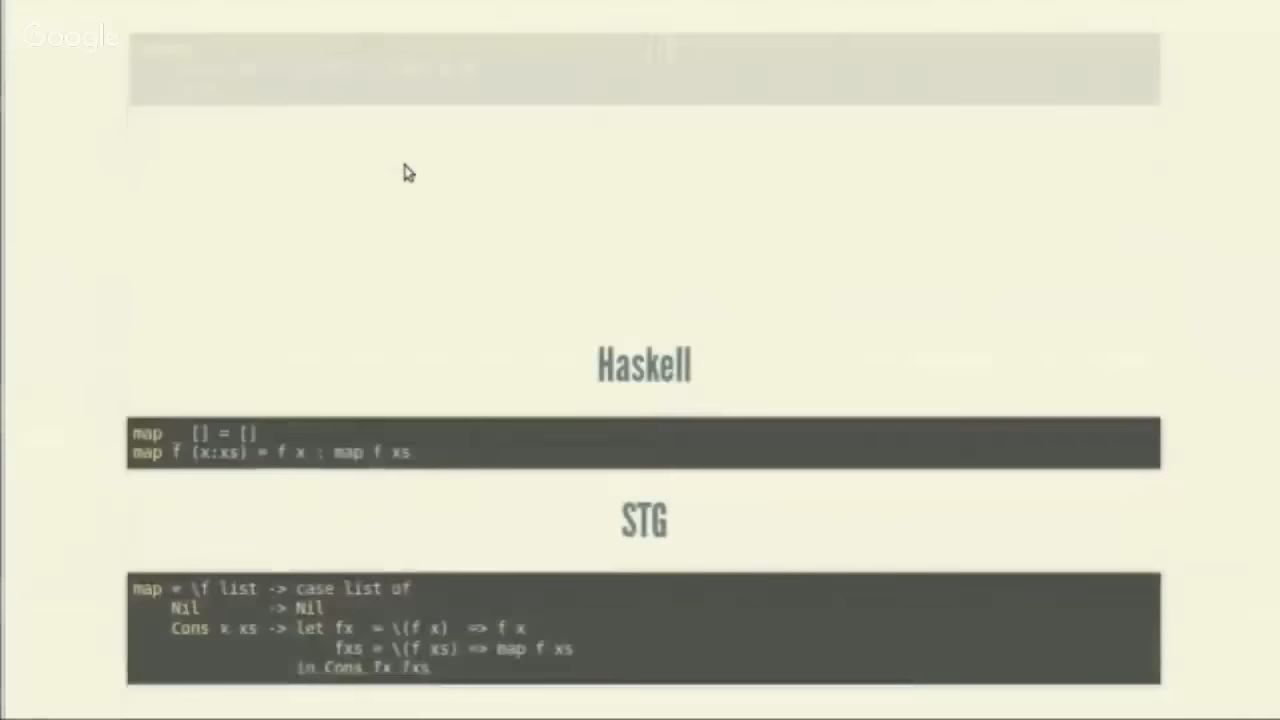 Google
Haskell
map _ [] = []
map f (x:xs) = f x : map f xs
STG
map = \f list -> case list of
    Nil       -> Nil
    Cons x xs -> let fx  = \(f x)  => f x
                     fxs = \(f xs) => map f xs
                 in Cons fx fxs